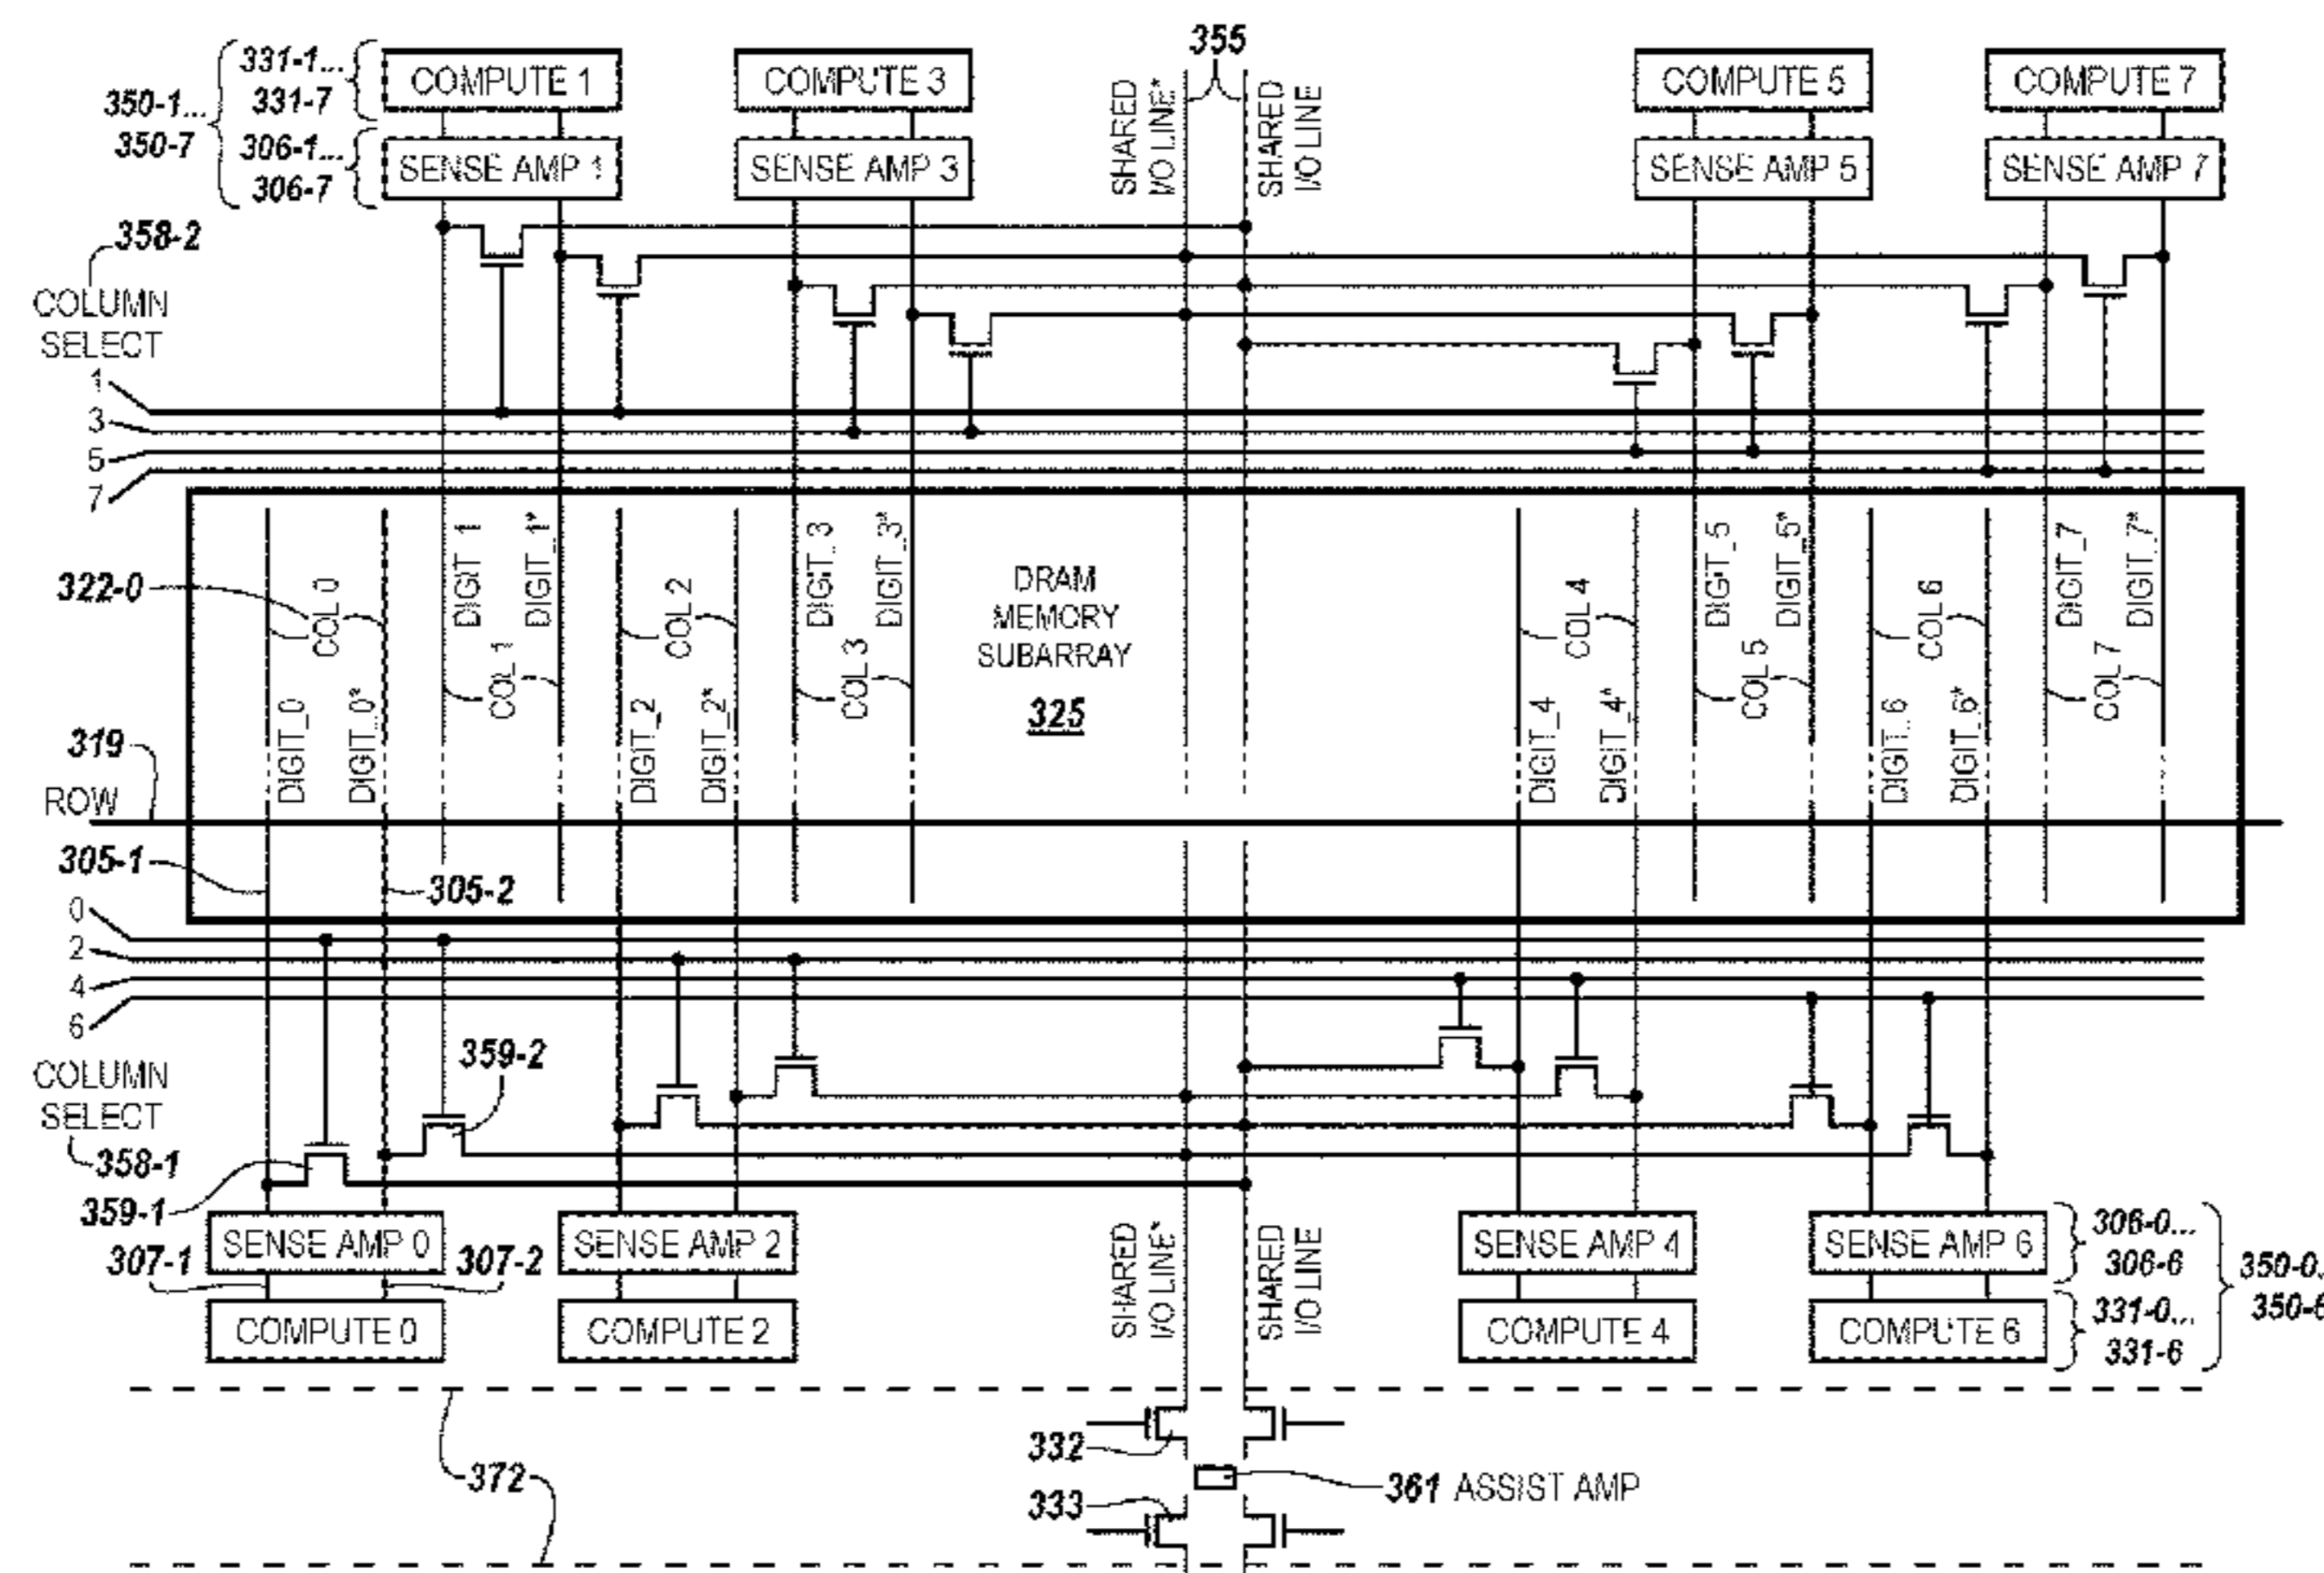 355
331-1...
331-7
350-1...
350-7
306-1...
306-7
COMPUTE 1
COMPUTE 3
COMPUTE 5
COMPUTE 7
SENSE AMP 1
SENSE AMP 3
SENSE AMP 5
SENSE AMP 7
SHARED
I/O LINE*
SHARED
I/O LINE
358-2
COLUMN
SELECT
1
3
5
7
322-0
COL 0
DIGIT_0
DIGIT_0*
DIGIT_1
DIGIT_1*
COL 1
COL 2
DIGIT_2
DIGIT_2*
DIGIT_3
DIGIT_3*
COL 3
DRAM
MEMORY
SUBARRAY
325
COL 4
DIGIT_4
DIGIT_4*
DIGIT_5
DIGIT_5*
COL 5
COL 6
DIGIT_6
DIGIT_6*
DIGIT_7
DIGIT_7*
COL 7
319
ROW
305-1
305-2
0
2
4
6
COLUMN
SELECT
358-1
359-2
359-1
SENSE AMP 0
SENSE AMP 2
SENSE AMP 4
SENSE AMP 6
307-1
307-2
COMPUTE 0
COMPUTE 2
COMPUTE 4
COMPUTE 6
SHARED
I/O LINE*
SHARED
I/O LINE
306-0...
306-6
331-0...
331-6
350-0..
350-6
332
372
361 ASSIST AMP
333